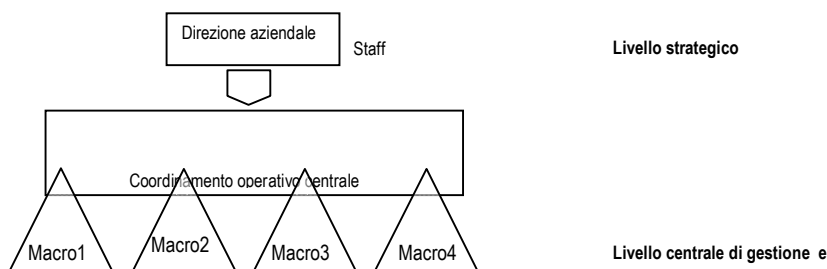 Direzione aziendale
Staff
Livello strategico
Coordinamento operativo centrale
Macro1
Macro2
Macro3
Macro4
Livello centrale di gestione e